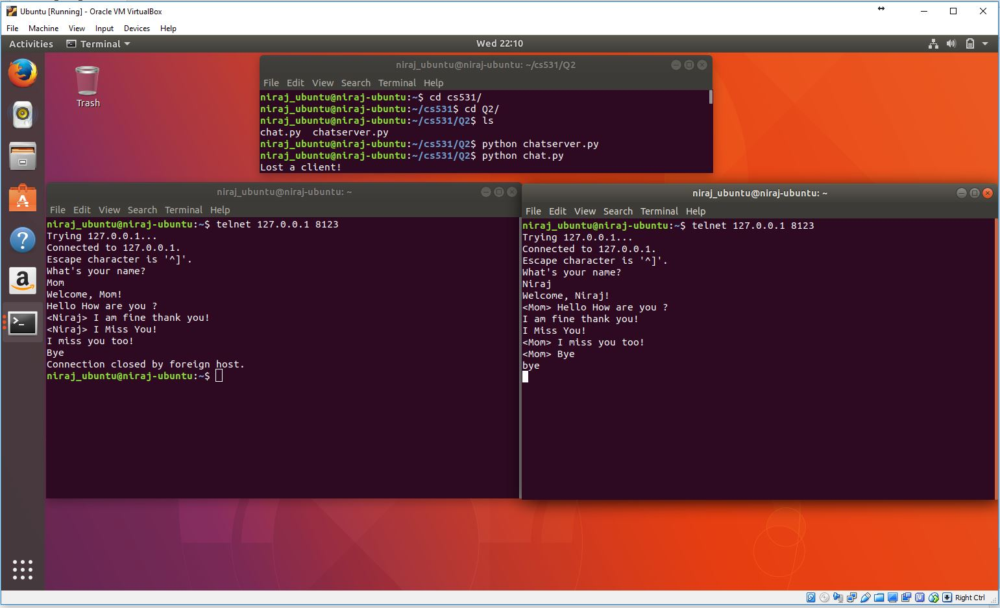 Ubuntu [Running] - Oracle VM VirtualBox
File Machine View Input Devices Help
Activities Terminal Wed 22:10
Trash
niraj_ubuntu@niraj-ubuntu: ~/cs531/Q2
File Edit View Search Terminal Help
niraj_ubuntu@niraj-ubuntu:~$ cd cs531/
niraj_ubuntu@niraj-ubuntu:~/cs531$ cd Q2/
niraj_ubuntu@niraj-ubuntu:~/cs531/Q2$ ls
chat.py  chatserver.py
niraj_ubuntu@niraj-ubuntu:~/cs531/Q2$ python chatserver.py
niraj_ubuntu@niraj-ubuntu:~/cs531/Q2$ python chat.py
Lost a client!
niraj_ubuntu@niraj-ubuntu: ~
File Edit View Search Terminal Help
niraj_ubuntu@niraj-ubuntu:~$ telnet 127.0.0.1 8123
Trying 127.0.0.1...
Connected to 127.0.0.1.
Escape character is '^]'.
What's your name?
Mom
Welcome, Mom!
Hello How are you ?
<Niraj> I am fine thank you!
<Niraj> I Miss You!
I miss you too!
Bye
Connection closed by foreign host.
niraj_ubuntu@niraj-ubuntu:~$
niraj_ubuntu@niraj-ubuntu: ~
File Edit View Search Terminal Help
niraj_ubuntu@niraj-ubuntu:~$ telnet 127.0.0.1 8123
Trying 127.0.0.1...
Connected to 127.0.0.1.
Escape character is '^]'.
What's your name?
Niraj
Welcome, Niraj!
<Mom> Hello How are you ?
I am fine thank you!
I Miss You!
<Mom> I miss you too!
<Mom> Bye
bye
Right Ctrl